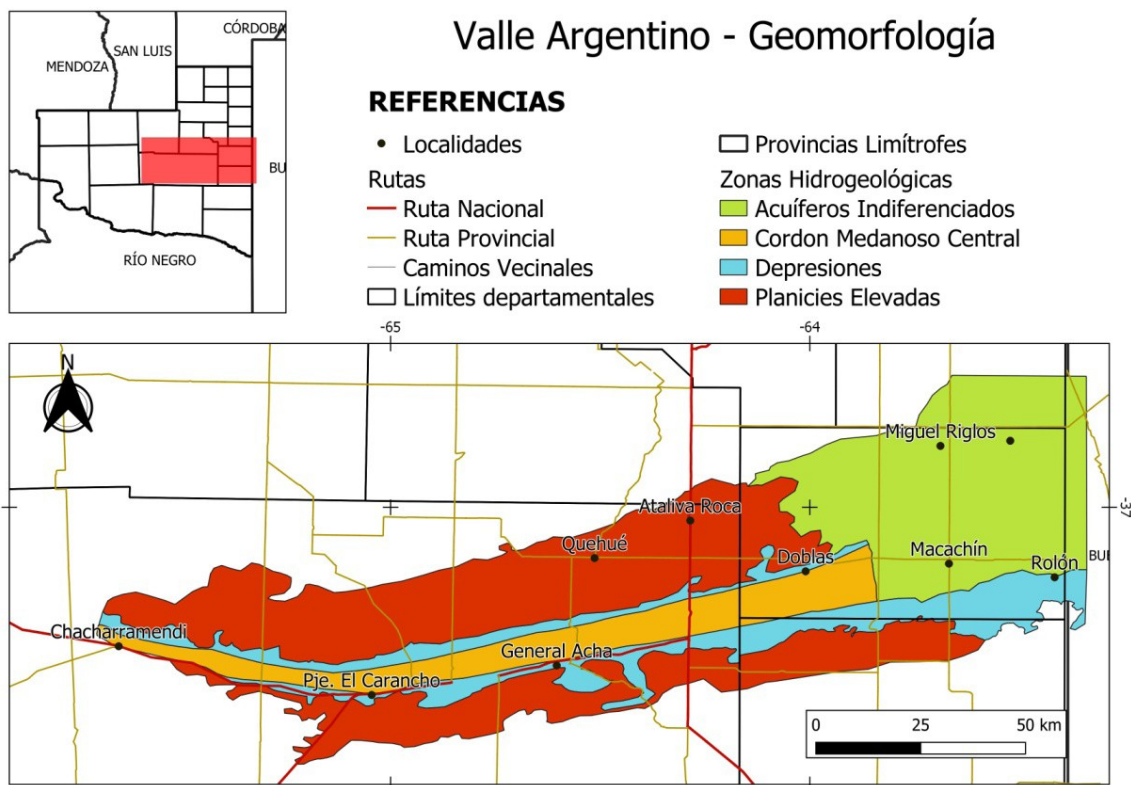 CÓRDOBA
SAN LUIS
MENDOZA
BU
RÍO NEGRO
Valle Argentino - Geomorfología
REFERENCIAS
Localidades
Rutas
Ruta Nacional
Ruta Provincial
Caminos Vecinales
Límites departamentales
Provincias Limítrofes
Zonas Hidrogeológicas
Acuíferos Indiferenciados
Cordon Medanoso Central
Depresiones
Planicies Elevadas
-65
-64
N
Miguel Riglos
-37
Ataliva Roca
Quehué
Doblas
Macachín
Rolón
BUE
Chacharramendi
General Acha
Pje. El Carancho
0 25 50 km